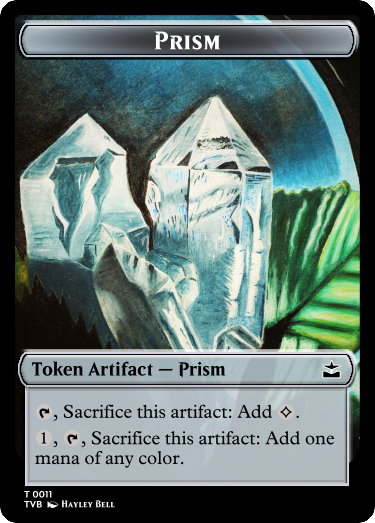 Prism
Token Artifact — Prism
, Sacrifice this artifact: Add .
1, , Sacrifice this artifact: Add one
mana of any color.
T 0011
TVB Hayley Bell